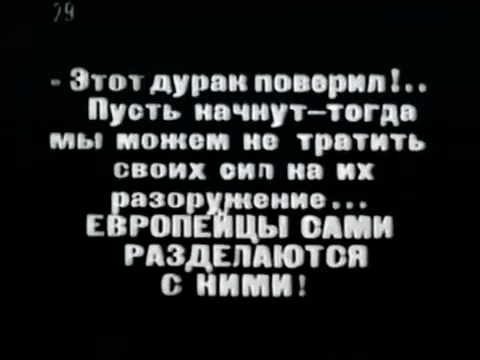 29
- Этот дурак поверил!..
Пусть начнут—тогда
мы можем не тратить
своих сил на их
разоружение...
ЕВРОПЕЙЦЫ САМИ
РАЗДЕЛАЮТСЯ
С НИМИ!